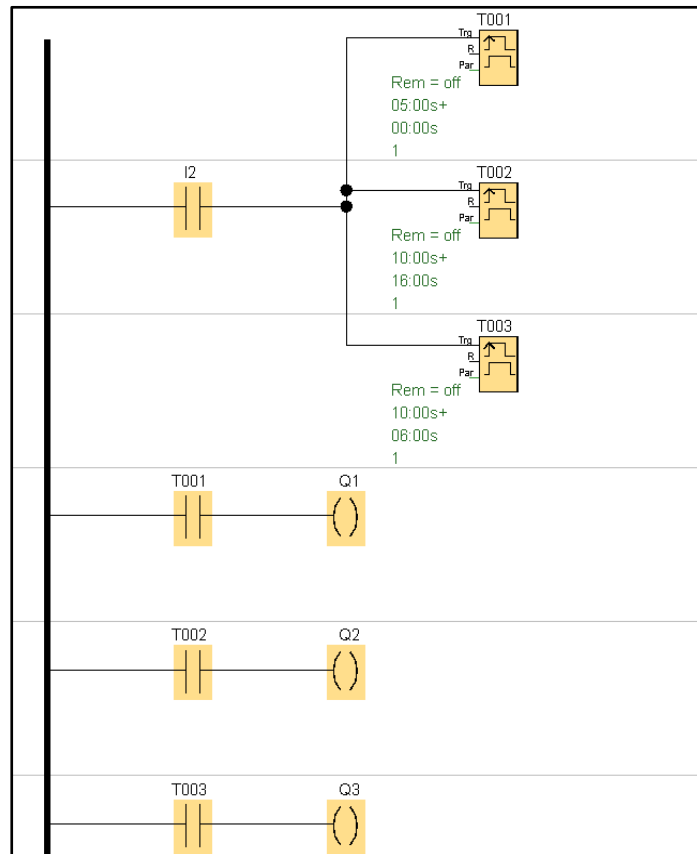 T001
Trg
R
Par
Rem = off
05:00s+
00:00s
1
I2
T002
Trg
R
Par
Rem = off
10:00s+
16:00s
1
T003
Trg
R
Par
Rem = off
10:00s+
06:00s
1
T001 Q1
T002 Q2
T003 Q3